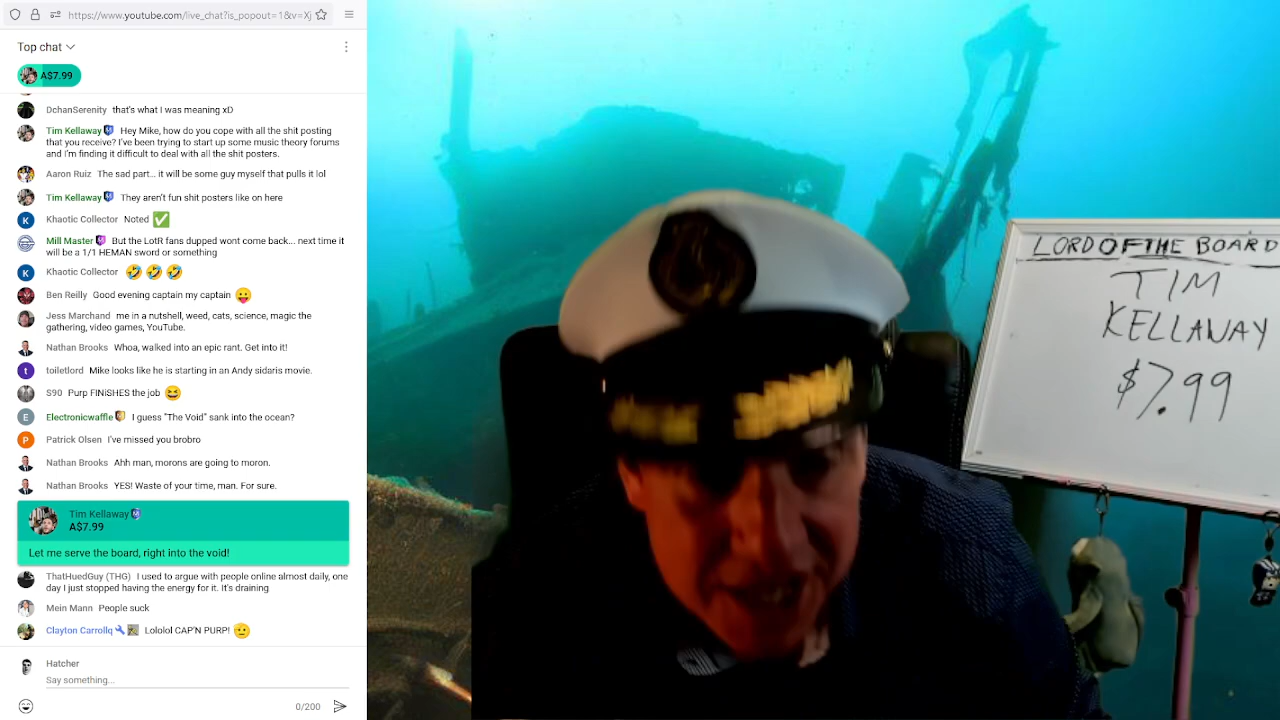 https://www.youtube.com/live_chat?is_popout=1&v=Xj
Top chat
A$7.99
DchanSerenity that's what I was meaning xD
Tim Kellaway Hey Mike, how do you cope with all the shit posting
that you receive? I've been trying to start up some music theory forums
and I'm finding it difficult to deal with all the shit posters.
Aaron Ruiz The sad part... it will be some guy myself that pulls it lol
Tim Kellaway They aren't fun shit posters like on here
K Khaotic Collector Noted ✅
Mill Master But the LotR fans dupped wont come back... next time it
will be a 1/1 HEMAN sword or something
K Khaotic Collector 🤣🤣🤣
Ben Reilly Good evening captain my captain 😛
Jess Marchand me in a nutshell, weed, cats, science, magic the
gathering, video games, YouTube.
Nathan Brooks Whoa, walked into an epic rant. Get into it!
t toiletlord Mike looks like he is starting in an Andy sidaris movie.
S90 Purp FINiSHES the job 😆
E Electronicwaffle I guess "The Void" sank into the ocean?
P Patrick Olsen I've missed you brobro
Nathan Brooks Ahh man, morons are going to moron.
Nathan Brooks YES! Waste of your time, man. For sure.
Tim Kellaway
A$7.99
Let me serve the board, right into the void!
ThatHuedGuy (THG) I used to argue with people online almost daily, one
day I just stopped having the energy for it. It's draining
Mein Mann People suck
Clayton Carrollq Lololol CAP'N PURP! 🫡
Hatcher
Say something...
0/200
LORD OF THE BOARD
TIM
KELLAWAY
$7.99